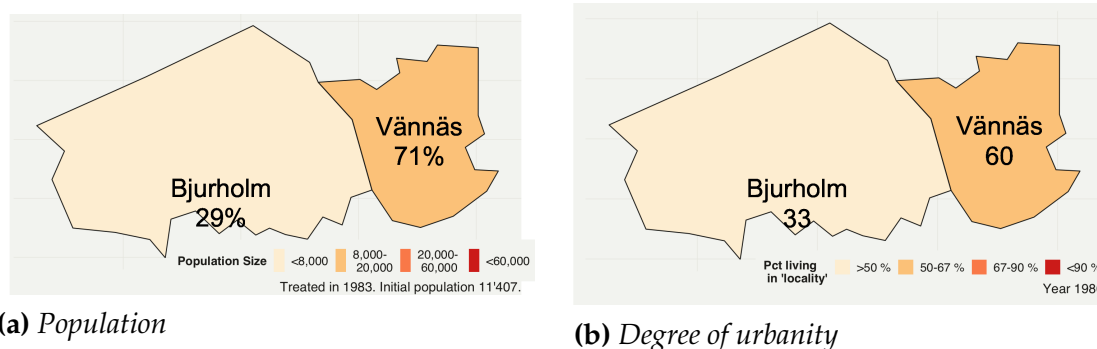 Vännäs
71%
Bjurholm
29%
Population Size <8,000 8,000-20,000 20,000-60,000 <60,000
Treated in 1983. Initial population 11'407.
(a) Population
Vännäs
60
Bjurholm
33
Pct living in 'locality' >50 % 50-67 % 67-90 % <90 %
Year 1980
(b) Degree of urbanity